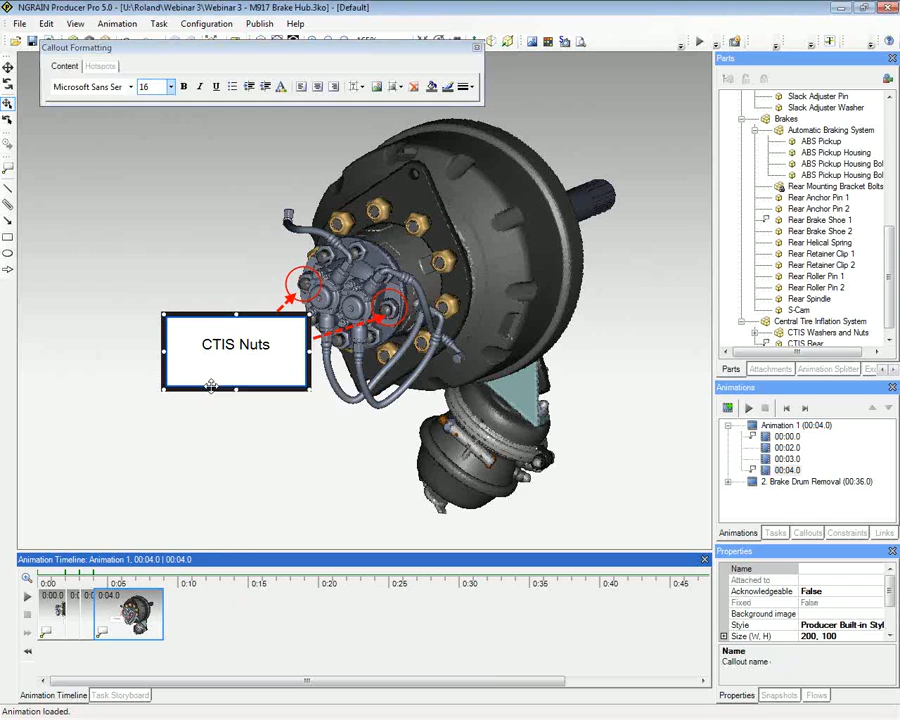 NGRAIN Producer Pro 5.0 - [U:\Roland\Webinar 3\Webinar 3 - M917 Brake Hub.3ko] - [Default]
File Edit View Animation Task Configuration Publish Help
Callout Formatting
Content Hotspots
Microsoft Sans Ser 16 B I U
CTIS Nuts
Parts
Slack Adjuster Pin
Slack Adjuster Washer
Brakes
Automatic Braking System
ABS Pickup
ABS Pickup Housing
ABS Pickup Housing Bol
ABS Pickup Housing Bol
Rear Mounting Bracket Bolts
Rear Anchor Pin 1
Rear Anchor Pin 2
Rear Brake Shoe 1
Rear Brake Shoe 2
Rear Helical Spring
Rear Retainer Clip 1
Rear Retainer Clip 2
Rear Roller Pin 1
Rear Roller Pin 2
Rear Spindle
S-Cam
Central Tire Inflation System
CTIS Washers and Nuts
CTIS Rear
Parts Attachments Animation Splitter
Animations
Animation 1 (00:04.0)
00:00.0
00:02.0
00:03.0
00:04.0
2. Brake Drum Removal (00:36.0)
Animations Tasks Callouts Constraints Links
Properties
Name
Attached to
Acknowledgeable False
Fixed False
Background image
Style Producer Built-in Styl
Size (W, H) 200, 100
Name
Callout name
Properties Snapshots Flows
Animation Timeline: Animation 1, 00:04.0 | 00:04.0
0:00 0:05 0:10 0:15 0:20 0:25 0:30 0:35 0:40 0:45
0:00.0 0:04.0
Animation Timeline Task Storyboard
Animation loaded.